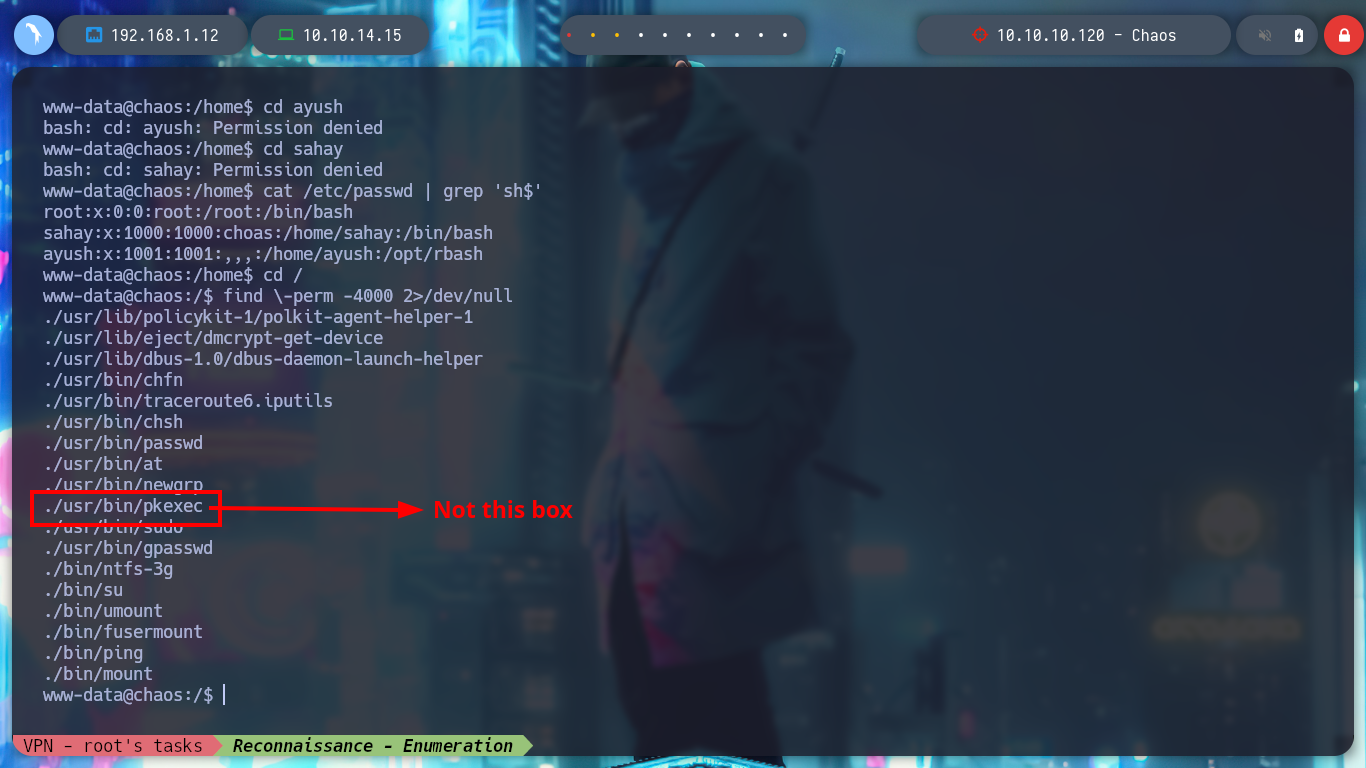 192.168.1.12
10.10.14.15
10.10.10.120 - Chaos
www-data@chaos:/home$ cd ayush
bash: cd: ayush: Permission denied
www-data@chaos:/home$ cd sahay
bash: cd: sahay: Permission denied
www-data@chaos:/home$ cat /etc/passwd | grep 'sh$'
root:x:0:0:root:/root:/bin/bash
sahay:x:1000:1000:choas:/home/sahay:/bin/bash
ayush:x:1001:1001:,,,:/home/ayush:/opt/rbash
www-data@chaos:/home$ cd /
www-data@chaos:/$ find \-perm -4000 2>/dev/null
./usr/lib/policykit-1/polkit-agent-helper-1
./usr/lib/eject/dmcrypt-get-device
./usr/lib/dbus-1.0/dbus-daemon-launch-helper
./usr/bin/chfn
./usr/bin/traceroute6.iputils
./usr/bin/chsh
./usr/bin/passwd
./usr/bin/at
./usr/bin/newgrp
./usr/bin/pkexec Not this box
./usr/bin/sudo
./usr/bin/gpasswd
./bin/ntfs-3g
./bin/su
./bin/umount
./bin/fusermount
./bin/ping
./bin/mount
www-data@chaos:/$
VPN - root's tasks Reconnaissance - Enumeration